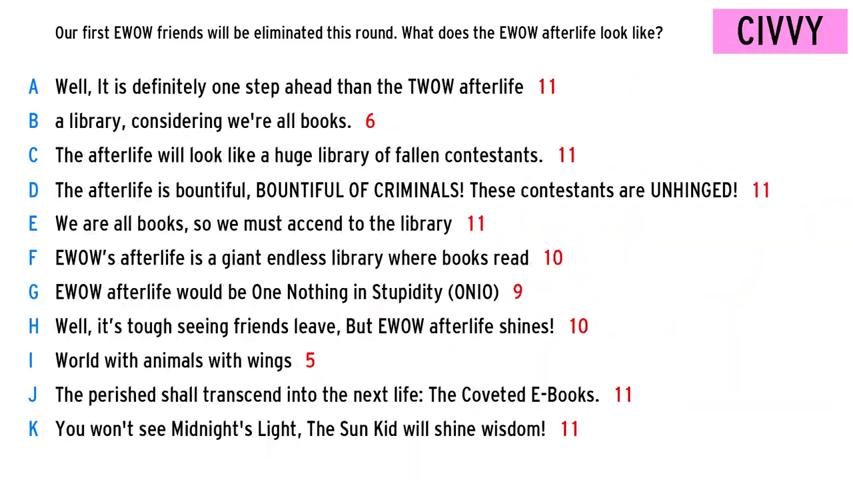 Our first EWOW friends will be eliminated this round. What does the EWOW afterlife look like?
CIVVY
A Well, It is definitely one step ahead than the TWOW afterlife 11
B a library, considering we're all books. 6
C The afterlife will look like a huge library of fallen contestants. 11
D The afterlife is bountiful, BOUNTIFUL OF CRIMINALS! These contestants are UNHINGED! 11
E We are all books, so we must accend to the library 11
F EWOW’s afterlife is a giant endless library where books read 10
G EWOW afterlife would be One Nothing in Stupidity (ONIO) 9
H Well, it’s tough seeing friends leave, But EWOW afterlife shines! 10
I World with animals with wings 5
J The perished shall transcend into the next life: The Coveted E-Books. 11
K You won't see Midnight's Light, The Sun Kid will shine wisdom! 11